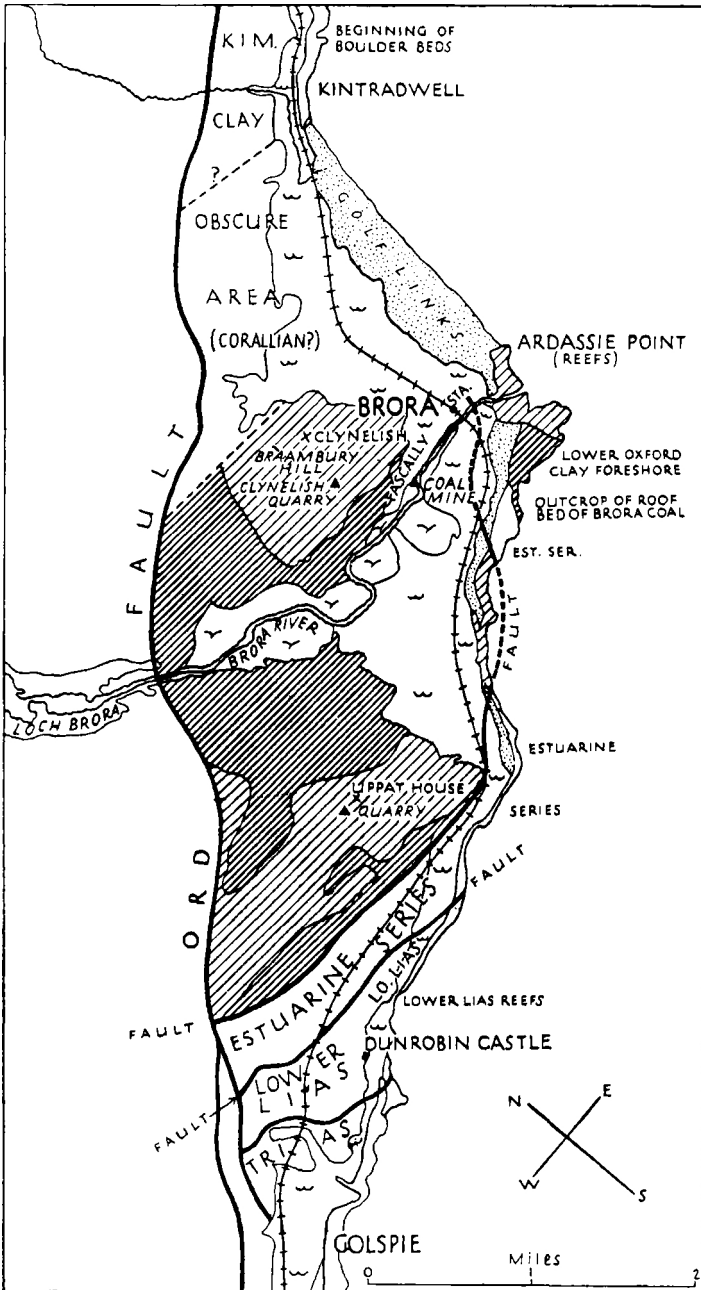 KIM.
BEGINNING OF
BOULDER BEDS
KINTRADWELL
CLAY
?
OBSCURE
GOLF LINKS
AREA
(CORALLIAN?)
ARDASSIE POINT
(REEFS)
STA.
BRORA
XCLYNELISH
BRAAMBURY
HILL
CLYNELISH
QUARRY
FASCALLY
COAL
MINE
LOWER OXFORD
CLAY FORESHORE
OUTCROP OF ROOF
BED OF BRORA COAL
EST. SER.
FAULT
BRORA RIVER
LOCH BRORA
ESTUARINE
SERIES
UPPAT HOUSE
X
QUARRY
ORD FAULT
FAULT
ESTUARINE SERIES
LO. LIAS
LOWER LIAS REEFS
FAULT
DUNROBIN CASTLE
LOWER
LIAS
FAULT
TRIAS
N
E
W
S
GOLSPIE
Miles
0
2